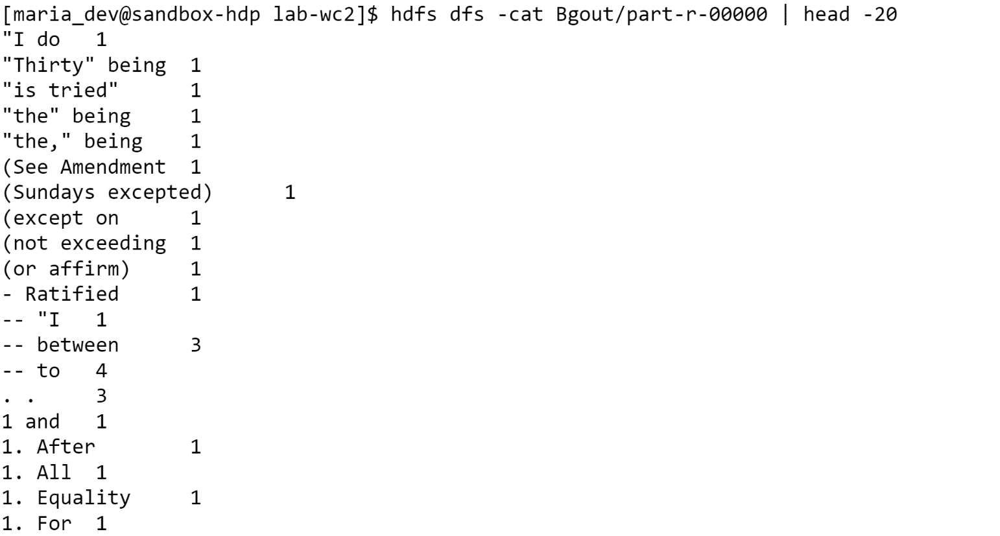 [maria_dev@sandbox-hdp lab-wc2]$ hdfs dfs -cat Bgout/part-r-00000 | head -20
"I do	1
"Thirty" being	1
"is tried"	1
"the" being	1
"the," being	1
(See Amendment	1
(Sundays excepted)	1
(except on	1
(not exceeding	1
(or affirm)	1
- Ratified	1
-- "I	1
-- between	3
-- to	4
. .	3
1 and	1
1. After	1
1. All	1
1. Equality	1
1. For	1